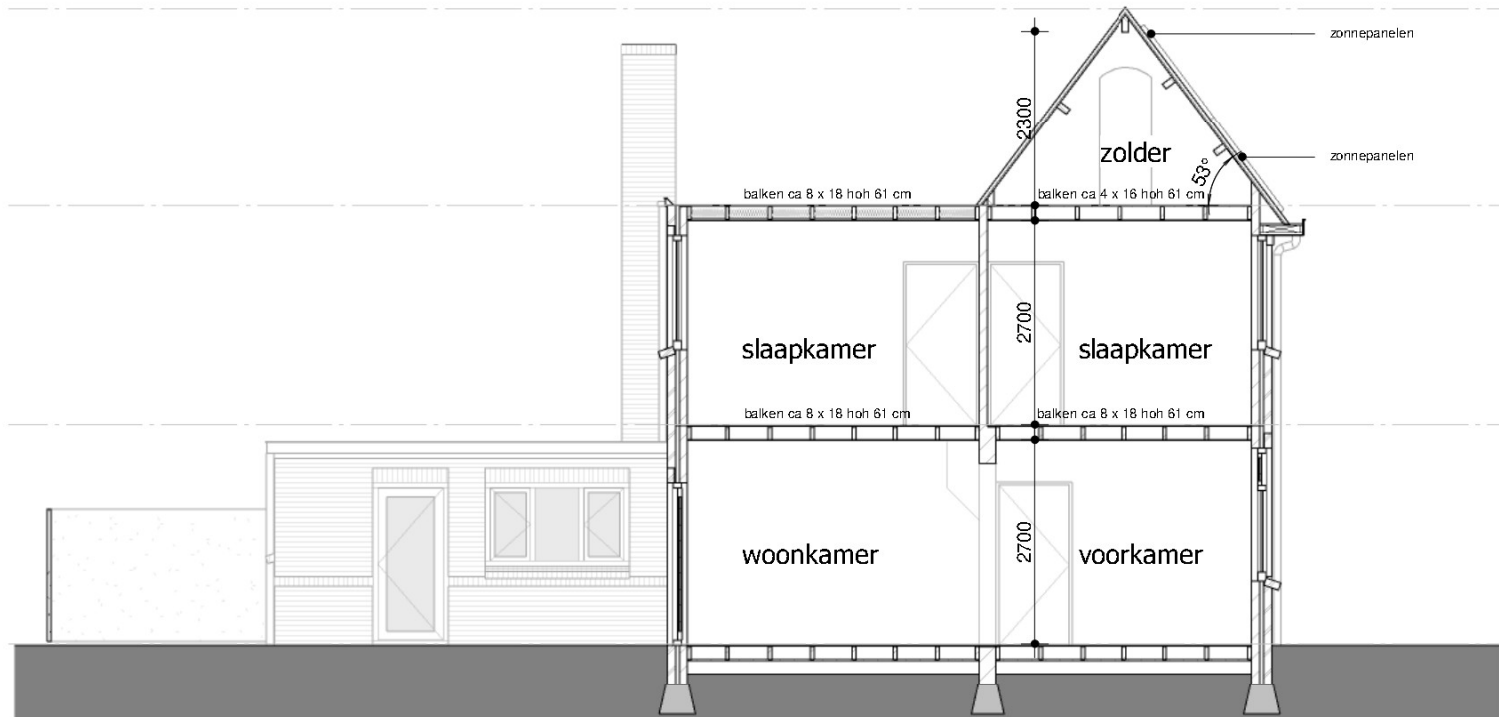 zonnepanelen
2300
zolder
53°
zonnepanelen
balken ca 8 x 18 hoh 61 cm
balken ca 4 x 16 hoh 61 cm
2700
slaapkamer
slaapkamer
balken ca 8 x 18 hoh 61 cm
balken ca 8 x 18 hoh 61 cm
2700
woonkamer
voorkamer